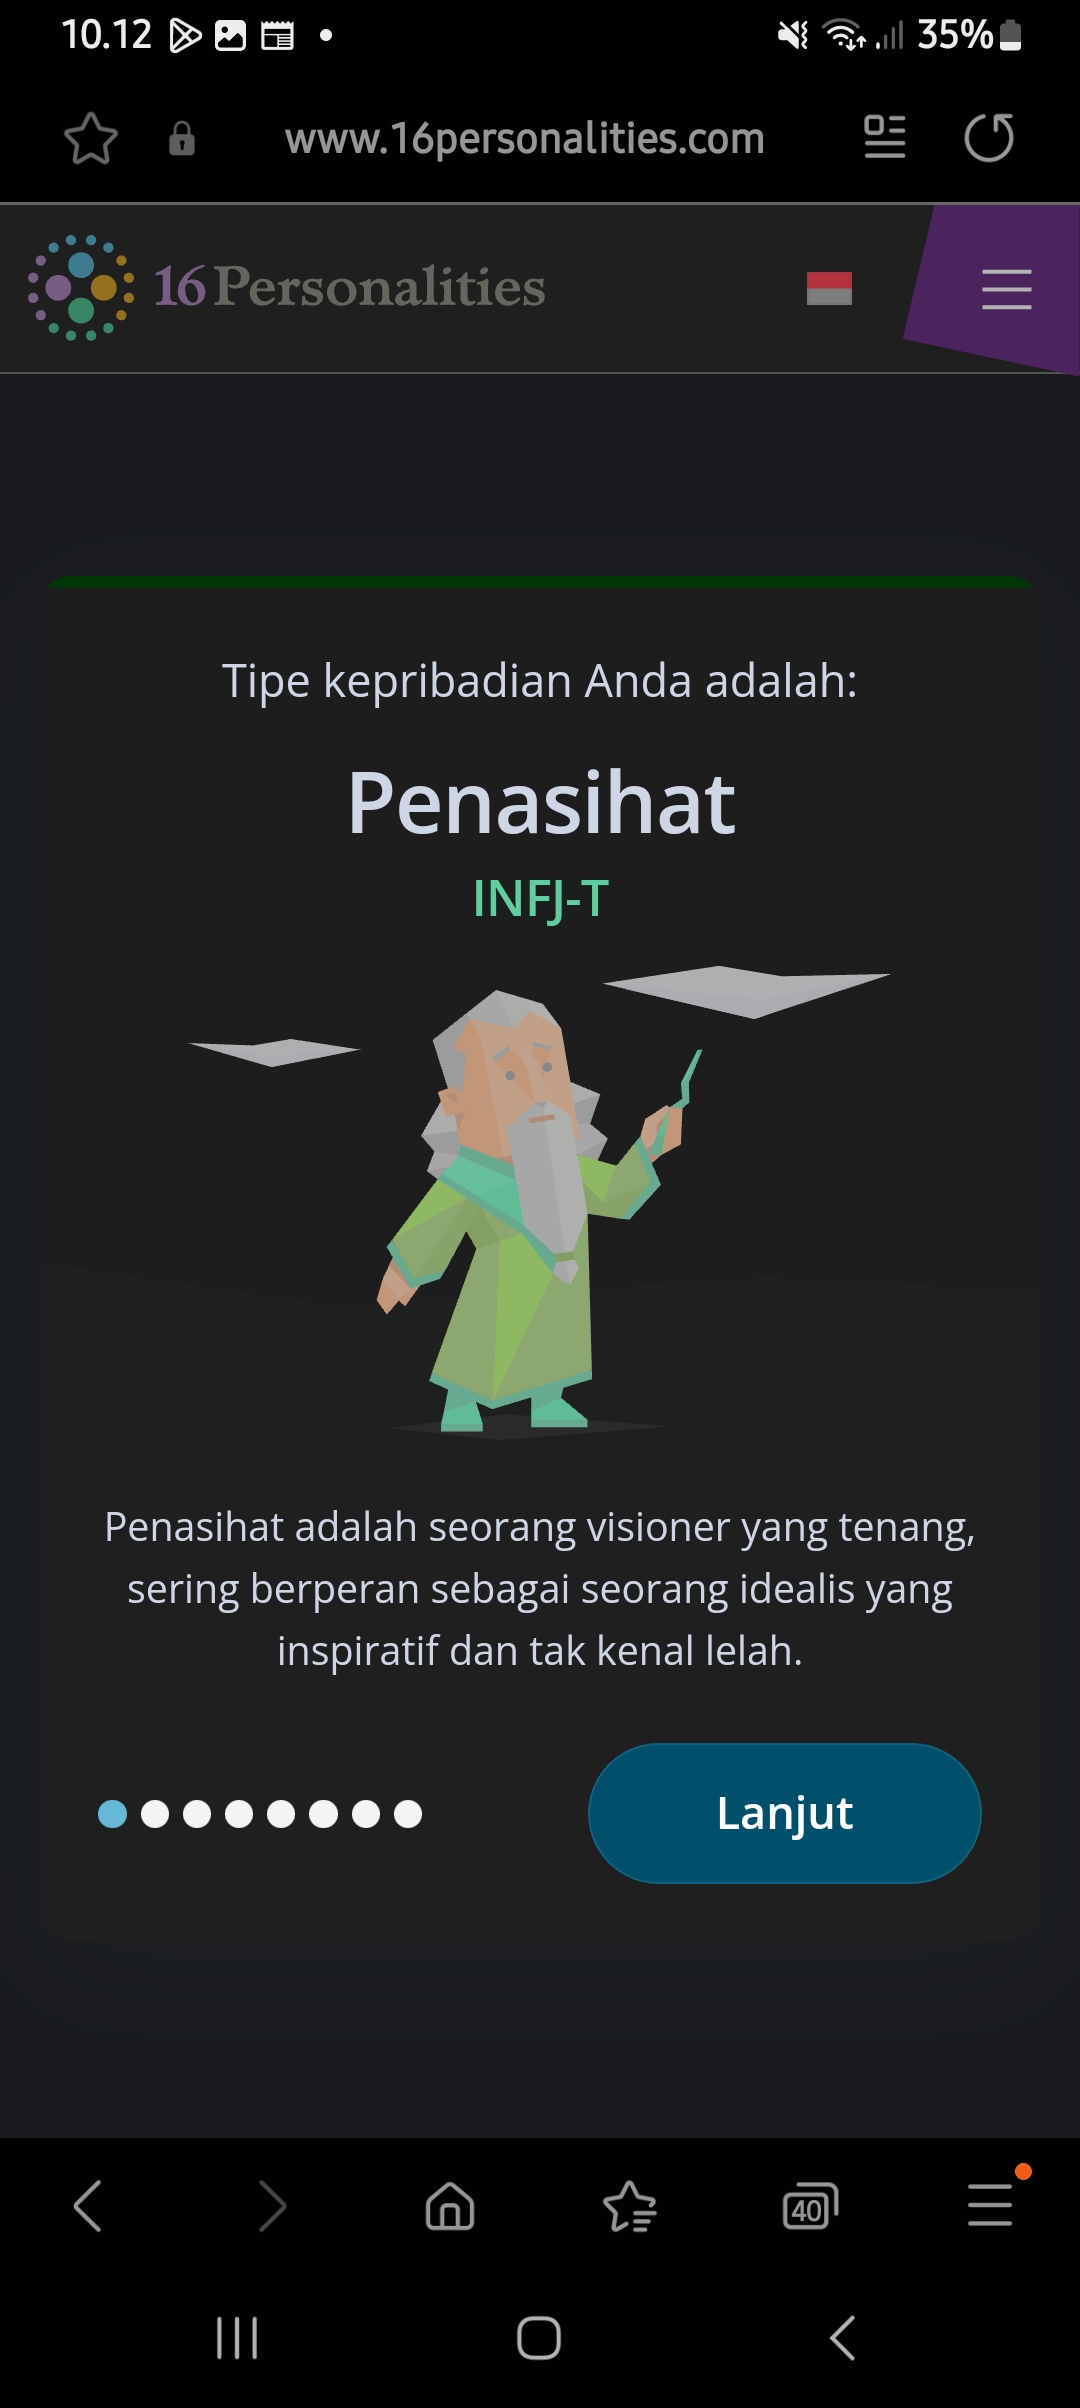 10.12
35%
www.16personalities.com
16Personalities
Tipe kepribadian Anda adalah:
Penasihat
INFJ-T
Penasihat adalah seorang visioner yang tenang,
sering berperan sebagai seorang idealis yang
inspiratif dan tak kenal lelah.
Lanjut
40